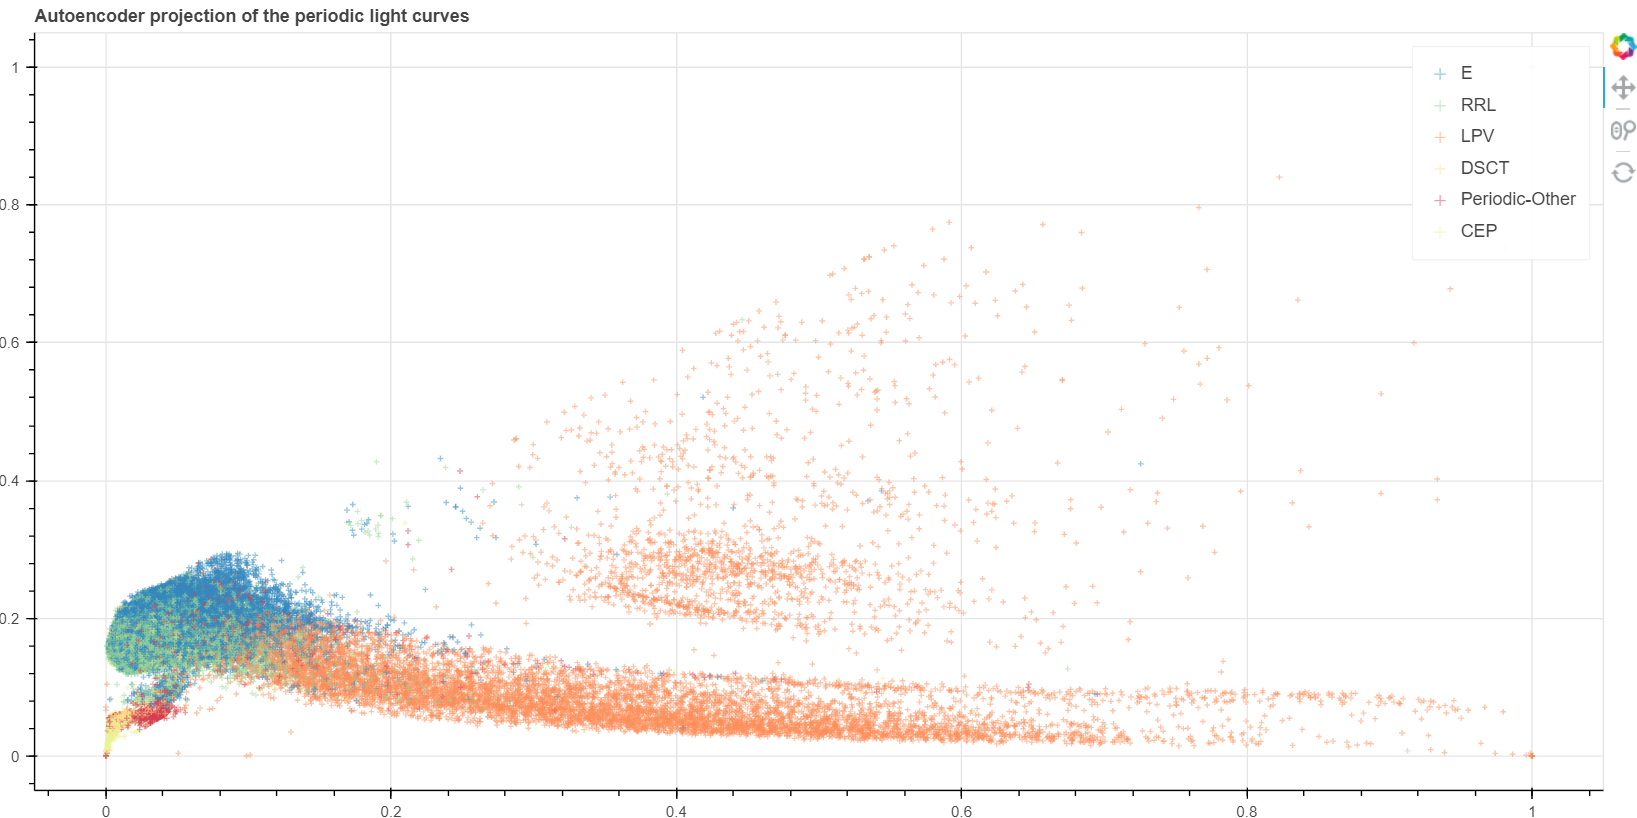 Autoencoder projection of the periodic light curves
1
0.8
0.6
0.4
0.2
0
0
0.2
0.4
0.6
0.8
1
E
RRL
LPV
DSCT
Periodic-Other
CEP